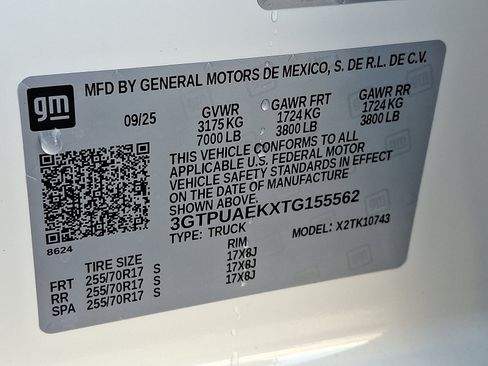 gm
MFD BY GENERAL MOTORS DE MEXICO, S. DE R.L. DE C.V.
09/25 GVWR GAWR FRT GAWR RR
3175 KG 1724 KG 1724 KG
7000 LB 3800 LB 3800 LB
THIS VEHICLE CONFORMS TO ALL
APPLICABLE U.S. FEDERAL MOTOR
VEHICLE SAFETY STANDARDS IN EFFECT
ON THE DATE OF MANUFACTURE
SHOWN ABOVE.
3GTPUAEKXTG155562
8624
TYPE: TRUCK MODEL: X2TK10743
TIRE SIZE RIM
FRT 255/70R17 S 17X8J
RR 255/70R17 S 17X8J
SPA 255/70R17 S 17X8J